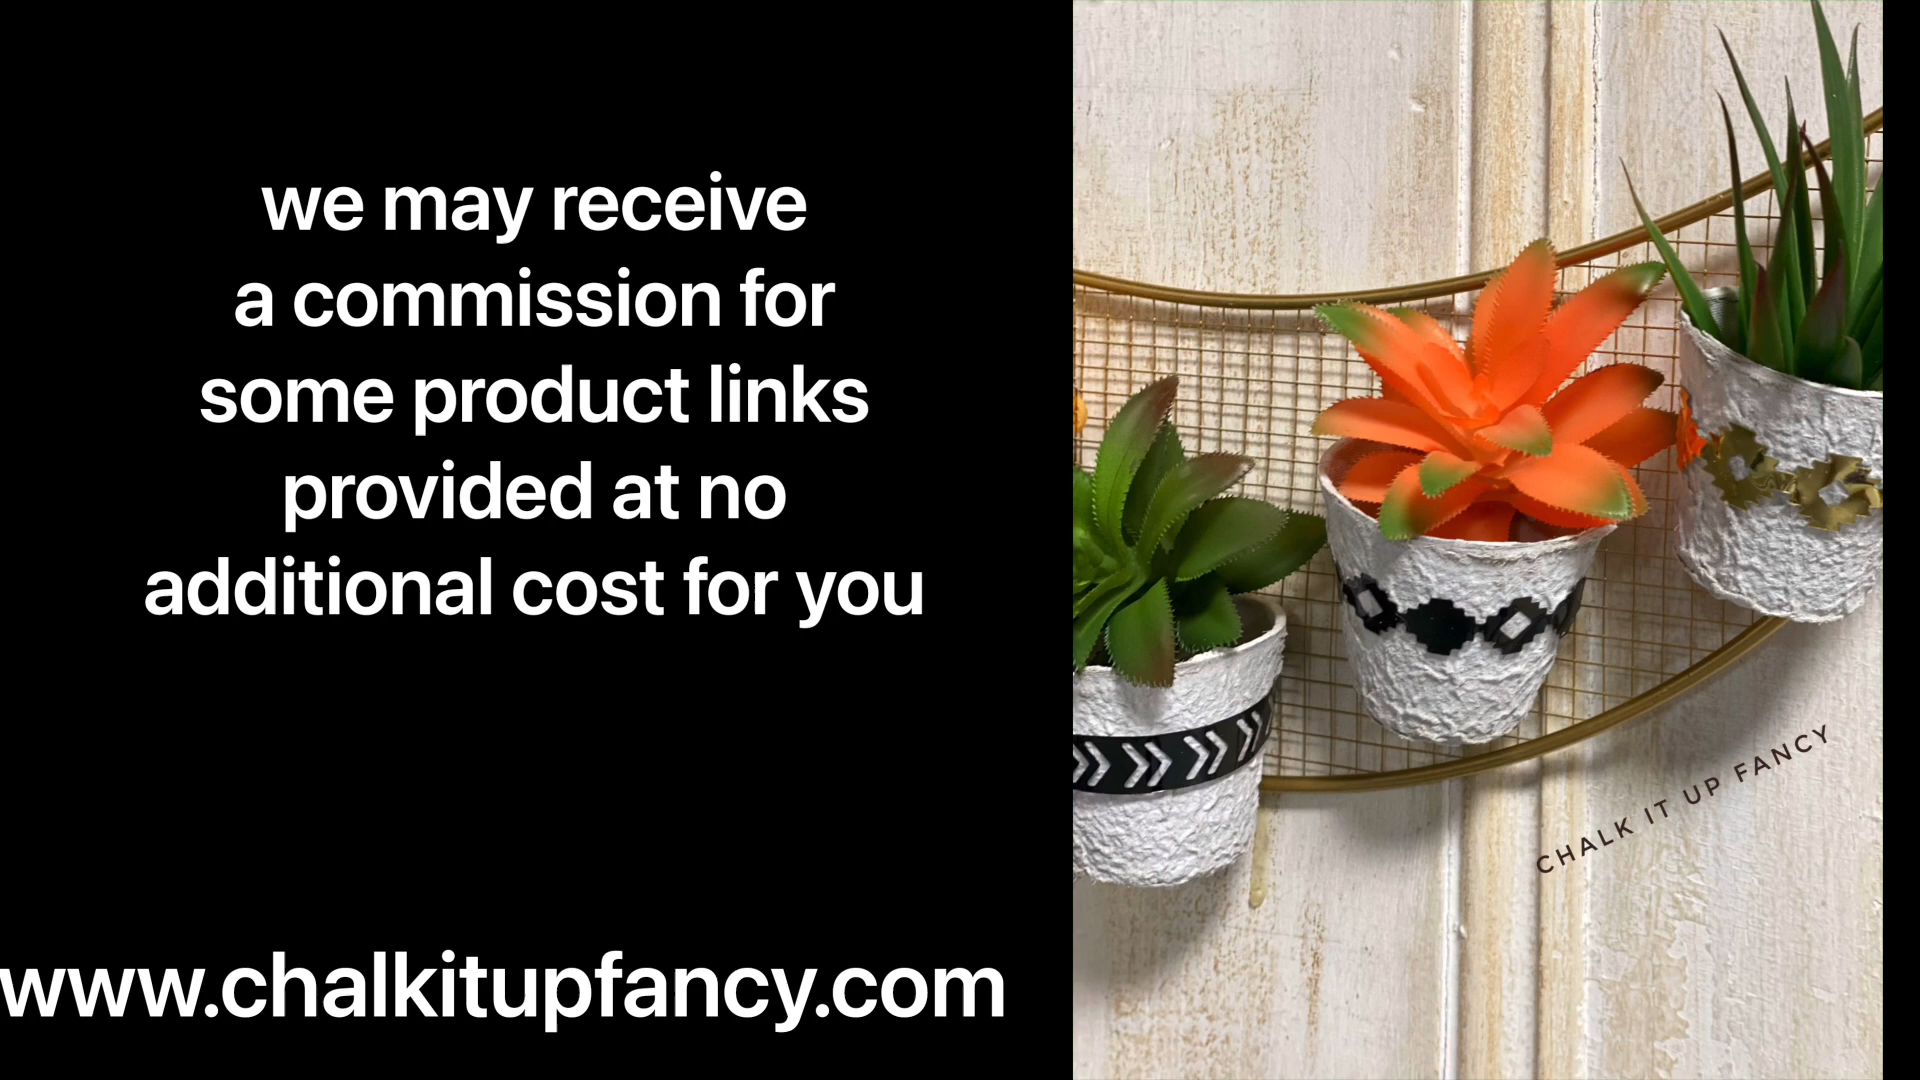 we may receive
a commission for
some product links
provided at no
additional cost for you
www.chalkitupfancy.com
CHALK IT UP FANCY